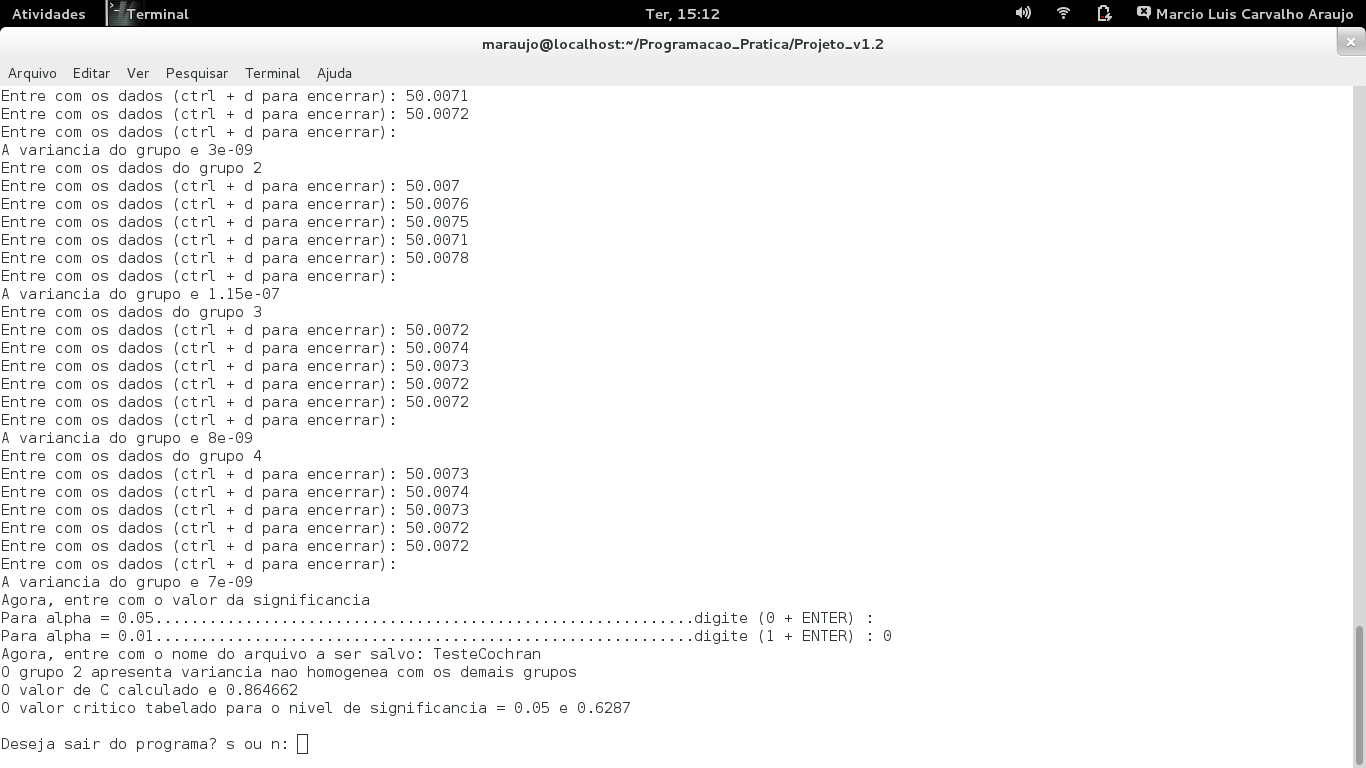 Atividades Terminal Ter, 15:12 Marcio Luis Carvalho Araujo
maraujo@localhost:~/Programacao_Pratica/Projeto_v1.2
Arquivo Editar Ver Pesquisar Terminal Ajuda
Entre com os dados (ctrl + d para encerrar): 50.0071
Entre com os dados (ctrl + d para encerrar): 50.0072
Entre com os dados (ctrl + d para encerrar):
A variancia do grupo e 3e-09
Entre com os dados do grupo 2
Entre com os dados (ctrl + d para encerrar): 50.007
Entre com os dados (ctrl + d para encerrar): 50.0076
Entre com os dados (ctrl + d para encerrar): 50.0075
Entre com os dados (ctrl + d para encerrar): 50.0071
Entre com os dados (ctrl + d para encerrar): 50.0078
Entre com os dados (ctrl + d para encerrar):
A variancia do grupo e 1.15e-07
Entre com os dados do grupo 3
Entre com os dados (ctrl + d para encerrar): 50.0072
Entre com os dados (ctrl + d para encerrar): 50.0074
Entre com os dados (ctrl + d para encerrar): 50.0073
Entre com os dados (ctrl + d para encerrar): 50.0072
Entre com os dados (ctrl + d para encerrar): 50.0072
Entre com os dados (ctrl + d para encerrar):
A variancia do grupo e 8e-09
Entre com os dados do grupo 4
Entre com os dados (ctrl + d para encerrar): 50.0073
Entre com os dados (ctrl + d para encerrar): 50.0074
Entre com os dados (ctrl + d para encerrar): 50.0073
Entre com os dados (ctrl + d para encerrar): 50.0072
Entre com os dados (ctrl + d para encerrar): 50.0072
Entre com os dados (ctrl + d para encerrar):
A variancia do grupo e 7e-09
Agora, entre com o valor da significancia
Para alpha = 0.05............................................................digite (0 + ENTER) :
Para alpha = 0.01............................................................digite (1 + ENTER) : 0
Agora, entre com o nome do arquivo a ser salvo: TesteCochran
O grupo 2 apresenta variancia nao homogenea com os demais grupos
O valor de C calculado e 0.864662
O valor critico tabelado para o nivel de significancia = 0.05 e 0.6287
Deseja sair do programa? s ou n: